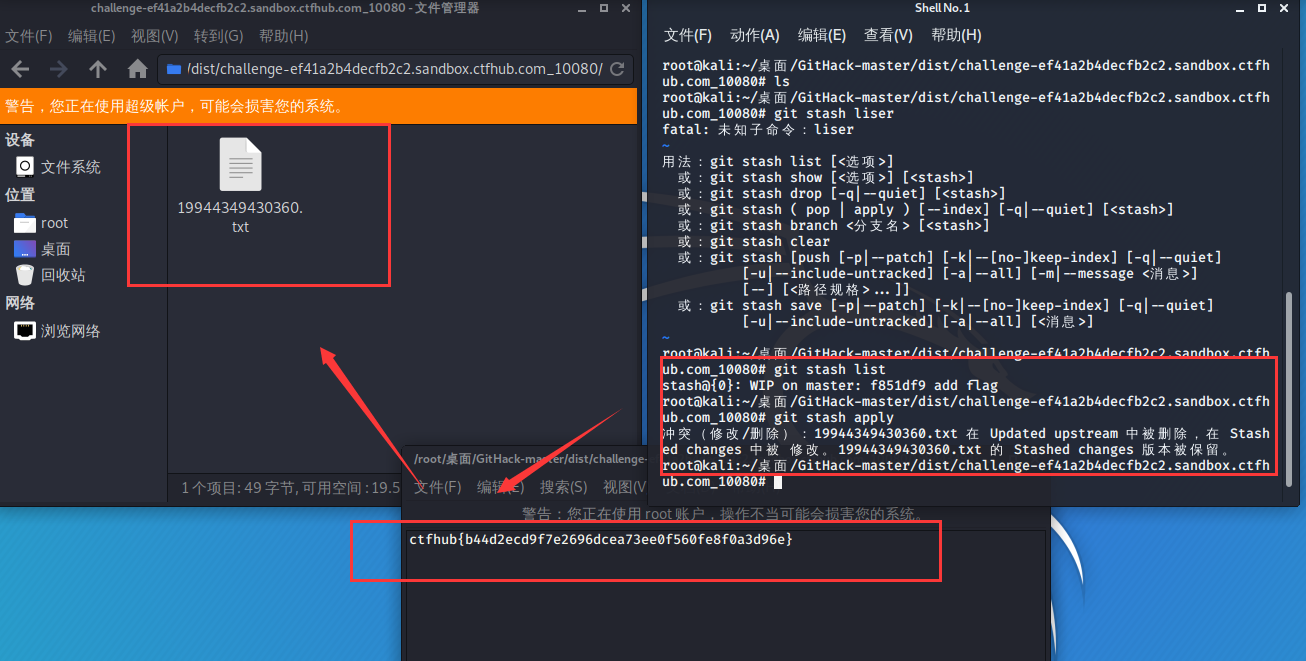 challenge-ef41a2b4decfb2c2.sandbox.ctfhub.com_10080 - 文件管理器
文件(F) 编辑(E) 视图(V) 转到(G) 帮助(H)
/dist/challenge-ef41a2b4decfb2c2.sandbox.ctfhub.com_10080/
警告，您正在使用超级帐户，可能会损害您的系统。
设备
文件系统
位置
root
桌面
回收站
网络
浏览网络
19944349430360.
txt
1 个项目: 49 字节, 可用空间 : 19.5
Shell No. 1
文件(F) 动作(A) 编辑(E) 查看(V) 帮助(H)
root@kali:~/桌面/GitHack-master/dist/challenge-ef41a2b4decfb2c2.sandbox.ctfh
ub.com_10080# ls
root@kali:~/桌面/GitHack-master/dist/challenge-ef41a2b4decfb2c2.sandbox.ctfh
ub.com_10080# git stash liser
fatal: 未知子命令：liser
~
用法：git stash list [<选项>]
或：git stash show [<选项>] [<stash>]
或：git stash drop [-q|--quiet] [<stash>]
或：git stash ( pop | apply ) [--index] [-q|--quiet] [<stash>]
或：git stash branch <分支名> [<stash>]
或：git stash clear
或：git stash [push [-p|--patch] [-k|--[no-]keep-index] [-q|--quiet]
[-u|--include-untracked] [-a|--all] [-m|--message <消息>]
[--] [<路径规格>...]]
或：git stash save [-p|--patch] [-k|--[no-]keep-index] [-q|--quiet]
[-u|--include-untracked] [-a|--all] [<消息>]
~
root@kali:~/桌面/GitHack-master/dist/challenge-ef41a2b4decfb2c2.sandbox.ctfh
ub.com_10080# git stash list
stash@{0}: WIP on master: f851df9 add flag
root@kali:~/桌面/GitHack-master/dist/challenge-ef41a2b4decfb2c2.sandbox.ctfh
ub.com_10080# git stash apply
冲突（修改/删除）：19944349430360.txt 在 Updated upstream 中被删除，在 Stash
ed changes 中被 修改。19944349430360.txt 的 Stashed changes 版本被保留。
root@kali:~/桌面/GitHack-master/dist/challenge-ef41a2b4decfb2c2.sandbox.ctfh
ub.com_10080#
/root/桌面/GitHack-master/dist/challenge-
文件(F) 编辑(E) 搜索(S) 视图(V
警告：您正在使用 root 账户，操作不当可能会损害您的系统。
ctfhub{b44d2ecd9f7e2696dcea73ee0f560fe8f0a3d96e}